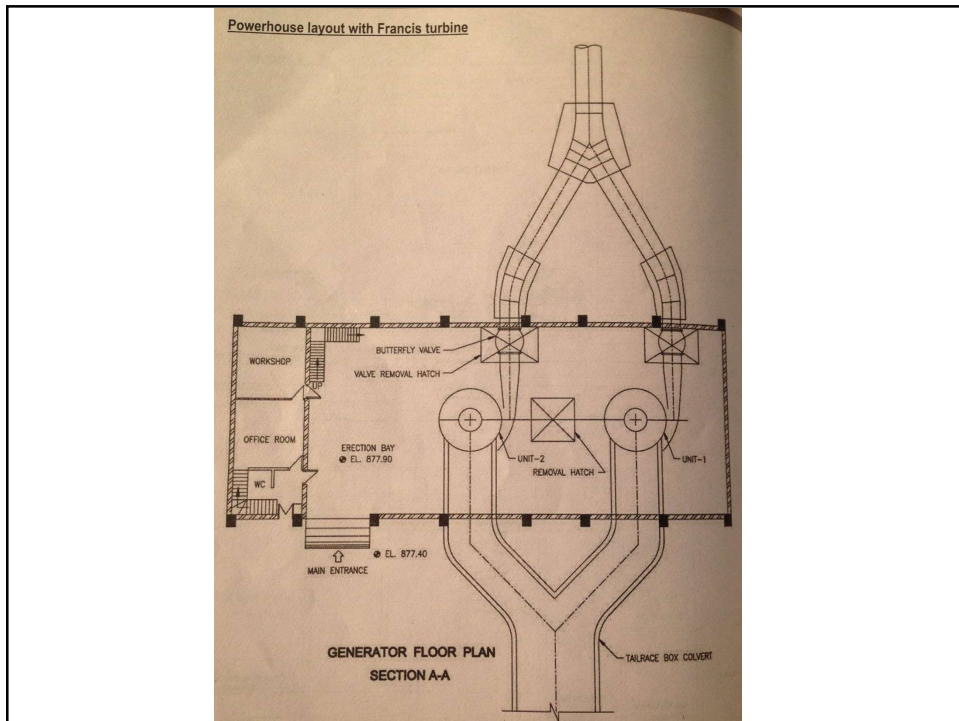 Powerhouse layout with Francis turbine
BUTTERFLY VALVE
WORKSHOP
VALVE REMOVAL HATCH
UP
OFFICE ROOM
ERECTION BAY
EL. 877.90
UNIT-2
UNIT-1
REMOVAL HATCH
WC
EL. 877.40
MAIN ENTRANCE
GENERATOR FLOOR PLAN
SECTION A-A
TAILRACE BOX COLVERT